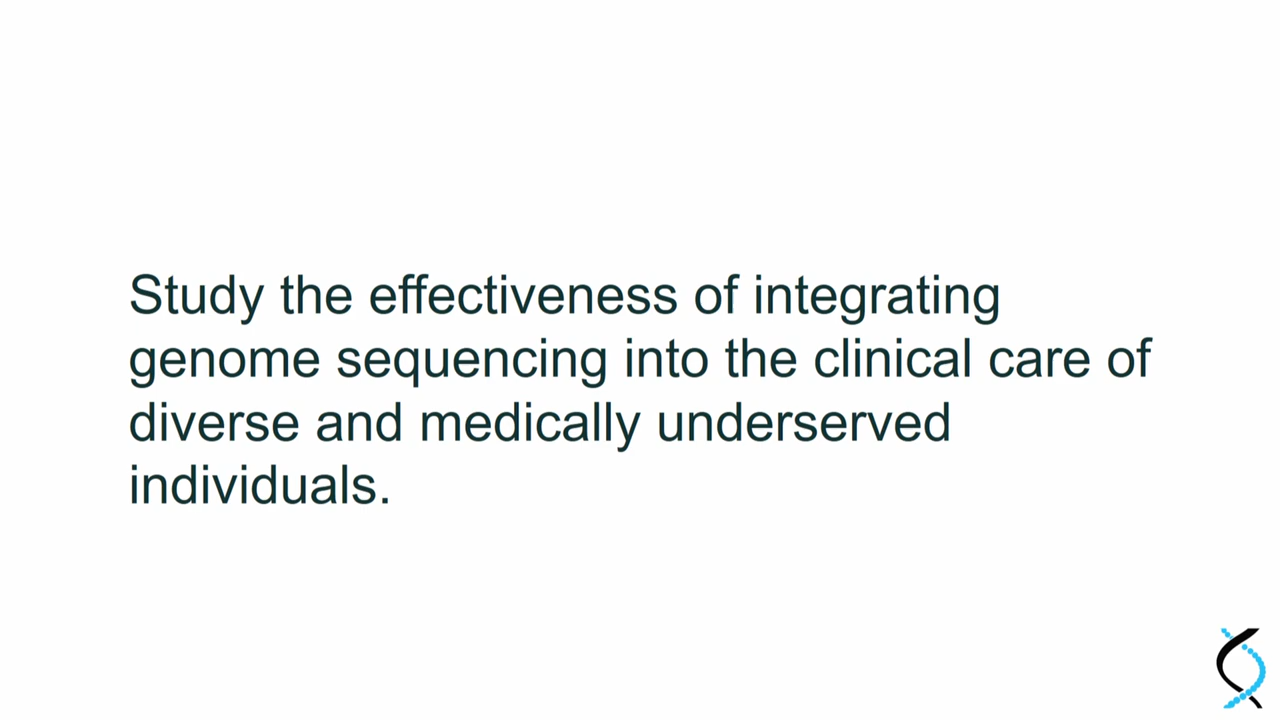 Study the effectiveness of integrating
genome sequencing into the clinical care of
diverse and medically underserved
individuals.